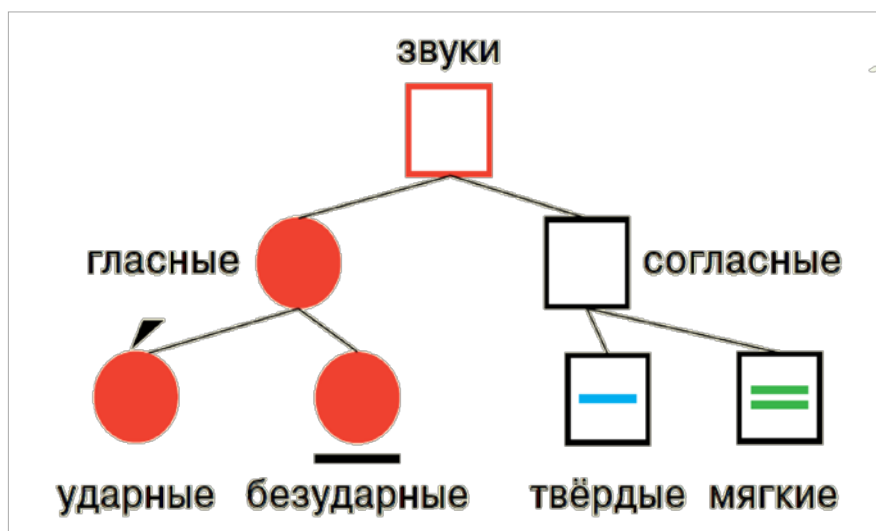 звуки
гласные
согласные
ударные
безударные
твёрдые
мягкие